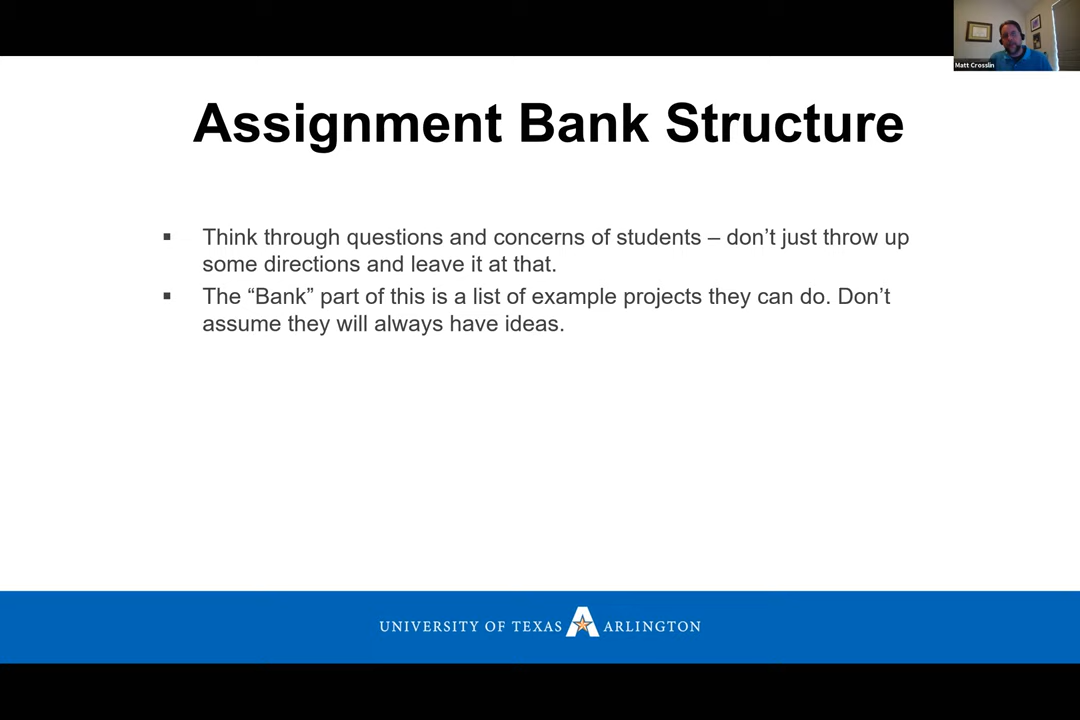 Matt Crosslin
Assignment Bank Structure
▪ Think through questions and concerns of students – don’t just throw up
some directions and leave it at that.
▪ The “Bank” part of this is a list of example projects they can do. Don’t
assume they will always have ideas.
UNIVERSITY OF TEXAS A ARLINGTON